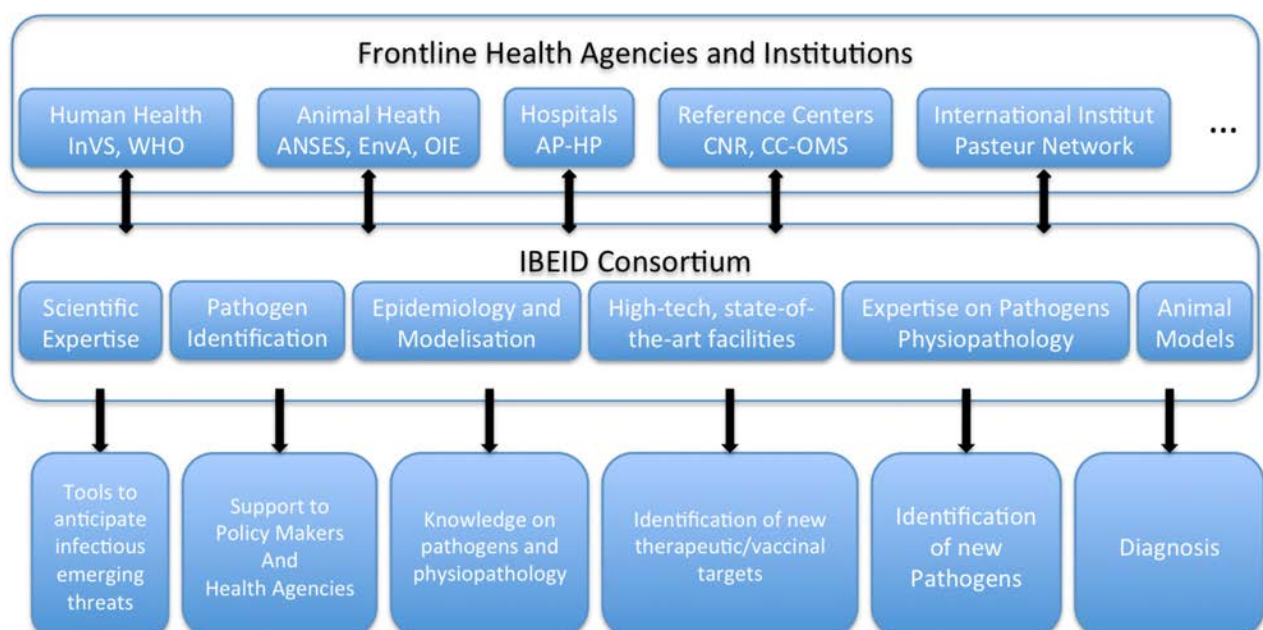 Frontline Health Agencies and Institutions
Human Health
InVS, WHO
Animal Heath
ANSES, EnvA, OIE
Hospitals
AP-HP
Reference Centers
CNR, CC-OMS
International Institut
Pasteur Network
...
IBEID Consortium
Scientific
Expertise
Pathogen
Identification
Epidemiology and
Modelisation
High-tech, state-of-
the-art facilities
Expertise on Pathogens
Physiopathology
Animal
Models
Tools to
anticipate
infectious
emerging
threats
Support to
Policy Makers
And
Health Agencies
Knowledge on
pathogens and
physiopathology
Identification of new
therapeutic/vaccinal
targets
Identification
of new
Pathogens
Diagnosis